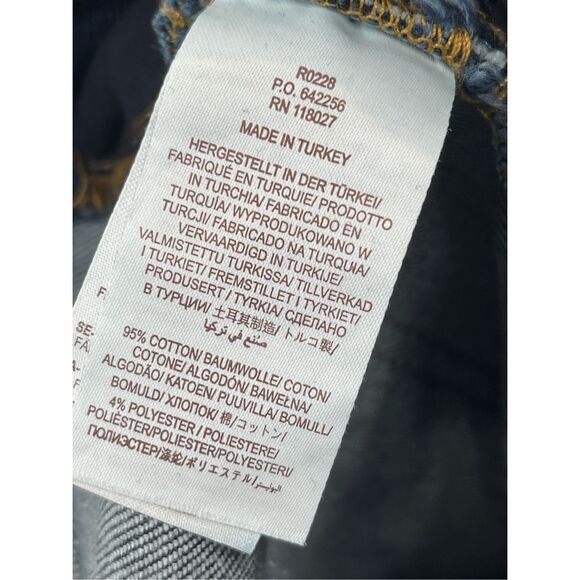 R0228
P.O. 642256
RN 118027
MADE IN TURKEY
HERGESTELLT IN DER TÜRKEI/
FABRIQUÉ EN TURQUIE/ PRODOTTO
IN TURCHIA/ FABRICADO EN
TURQUÍA/ WYPRODUKOWANO W
TURCJI/ FABRICADO NA TURQUIA/
VERVAARDIGD IN TURKIJE/
VALMISTETTU TURKISSA/ TILLVERKAD
I TURKIET/ FREMSTILLET I TYRKIET/
PRODUSERT / TYRKIA/ СДЕЛАНО
В ТУРЦИИ/ 土耳其制造/ トルコ製/
صنع في تركيا
95% COTTON/ BAUMWOLLE/ COTON/
COTONE/ ALGODÓN/ BAWEŁNA/
ALGODÃO/ KATOEN/ PUUVILLA/ BOMULL/
BOMULD/ ХЛОПОК/ 棉/ コットン/
4% POLYESTER/ POLIESTERE/
POLIÉSTER/POLIESTER/POLYESTERI/
ПОЛИЭСТЕР/涤纶/ポリエステル/البوليستر